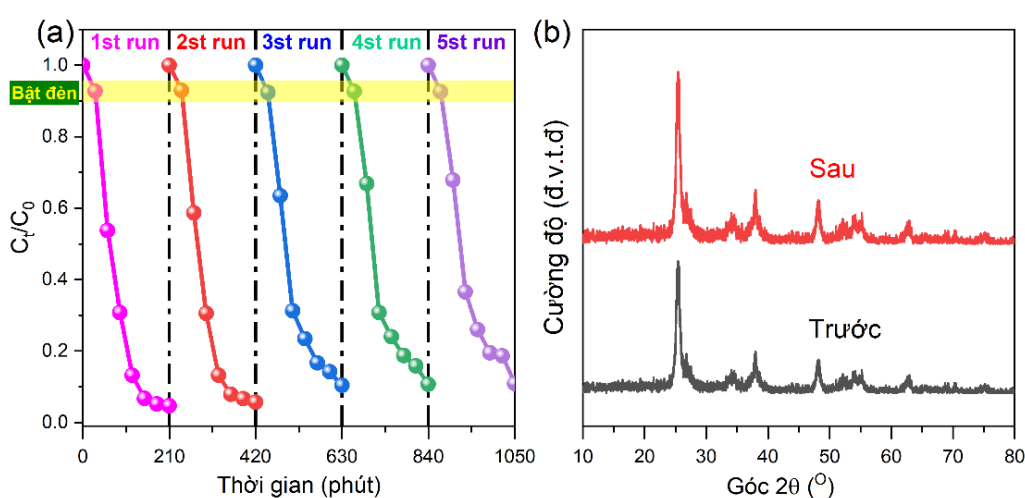 (a)
1st run 2st run 3st run 4st run 5st run
Bật đèn
1.0
0.8
0.6
0.4
0.2
0.0
Cₜ/C₀
0 210 420 630 840 1050
Thời gian (phút)
(b)
Sau
Trước
Cường độ (đ.v.t.đ)
10 20 30 40 50 60 70 80
Góc 2θ (ᴼ)